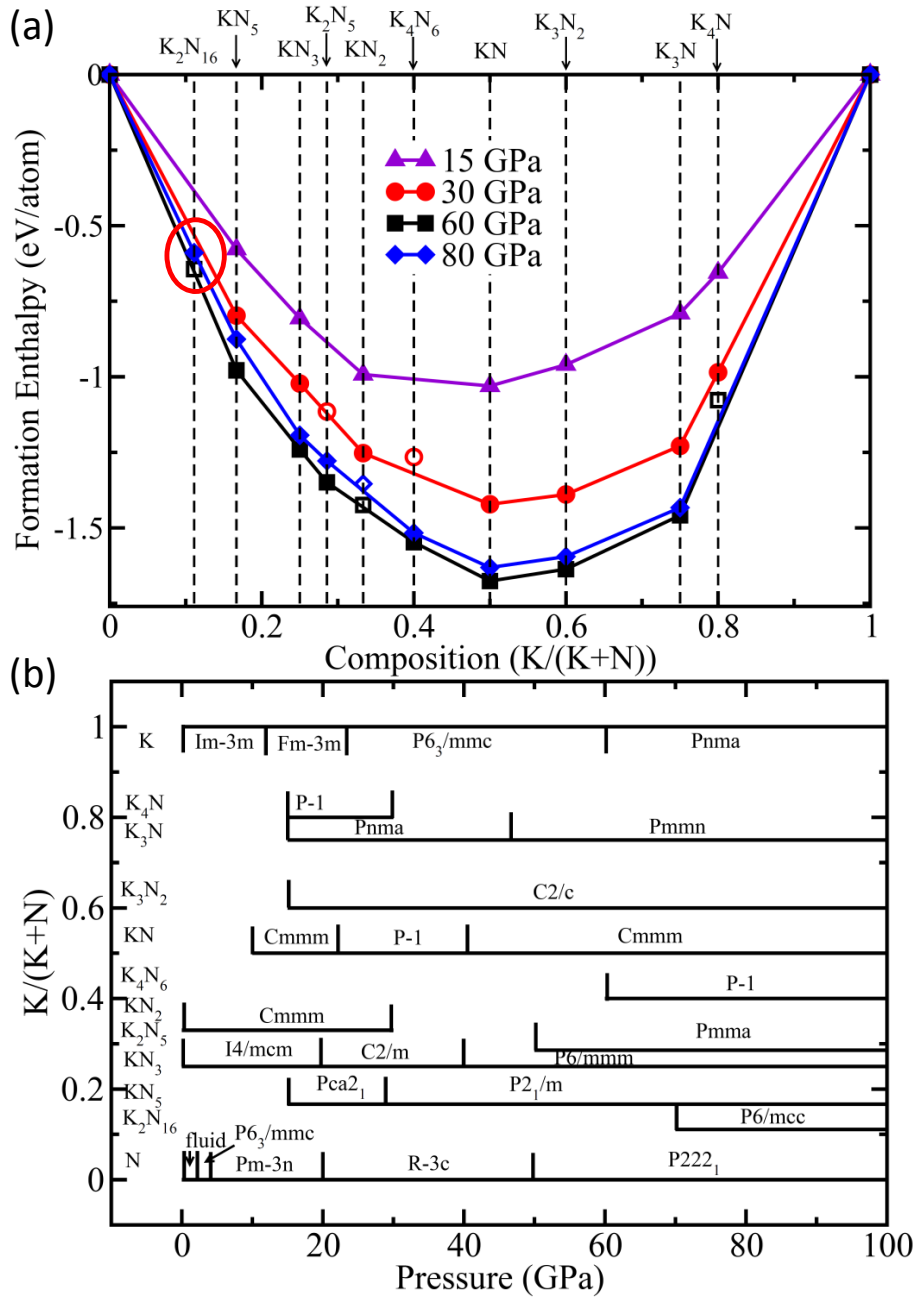 (a)
K₂N₁₆ KN₅ KN₃ K₂N₅ KN₂ K₄N₆ KN K₃N₂ K₃N K₄N
0
-0.5
-1
-1.5
Formation Enthalpy (eV/atom)
15 GPa
30 GPa
60 GPa
80 GPa
0 0.2 0.4 0.6 0.8 1
Composition (K/(K+N))
(b)
1
0.8
0.6
0.4
0.2
0
K/(K+N)
K Im-3m Fm-3m P6₃/mmc Pnma
K₄N P-1
K₃N Pnma Pmmn
K₃N₂ C2/c
KN Cmmm P-1 Cmmm
K₄N₆ P-1
KN₂ Cmmm
K₂N₅ Pmma
KN₃ I4/mcm C2/m P6/mmm
KN₅ Pca2₁ P2₁/m
K₂N₁₆ P6/mcc
fluid P6₃/mmc
N Pm-3n R-3c P222₁
0 20 40 60 80 100
Pressure (GPa)